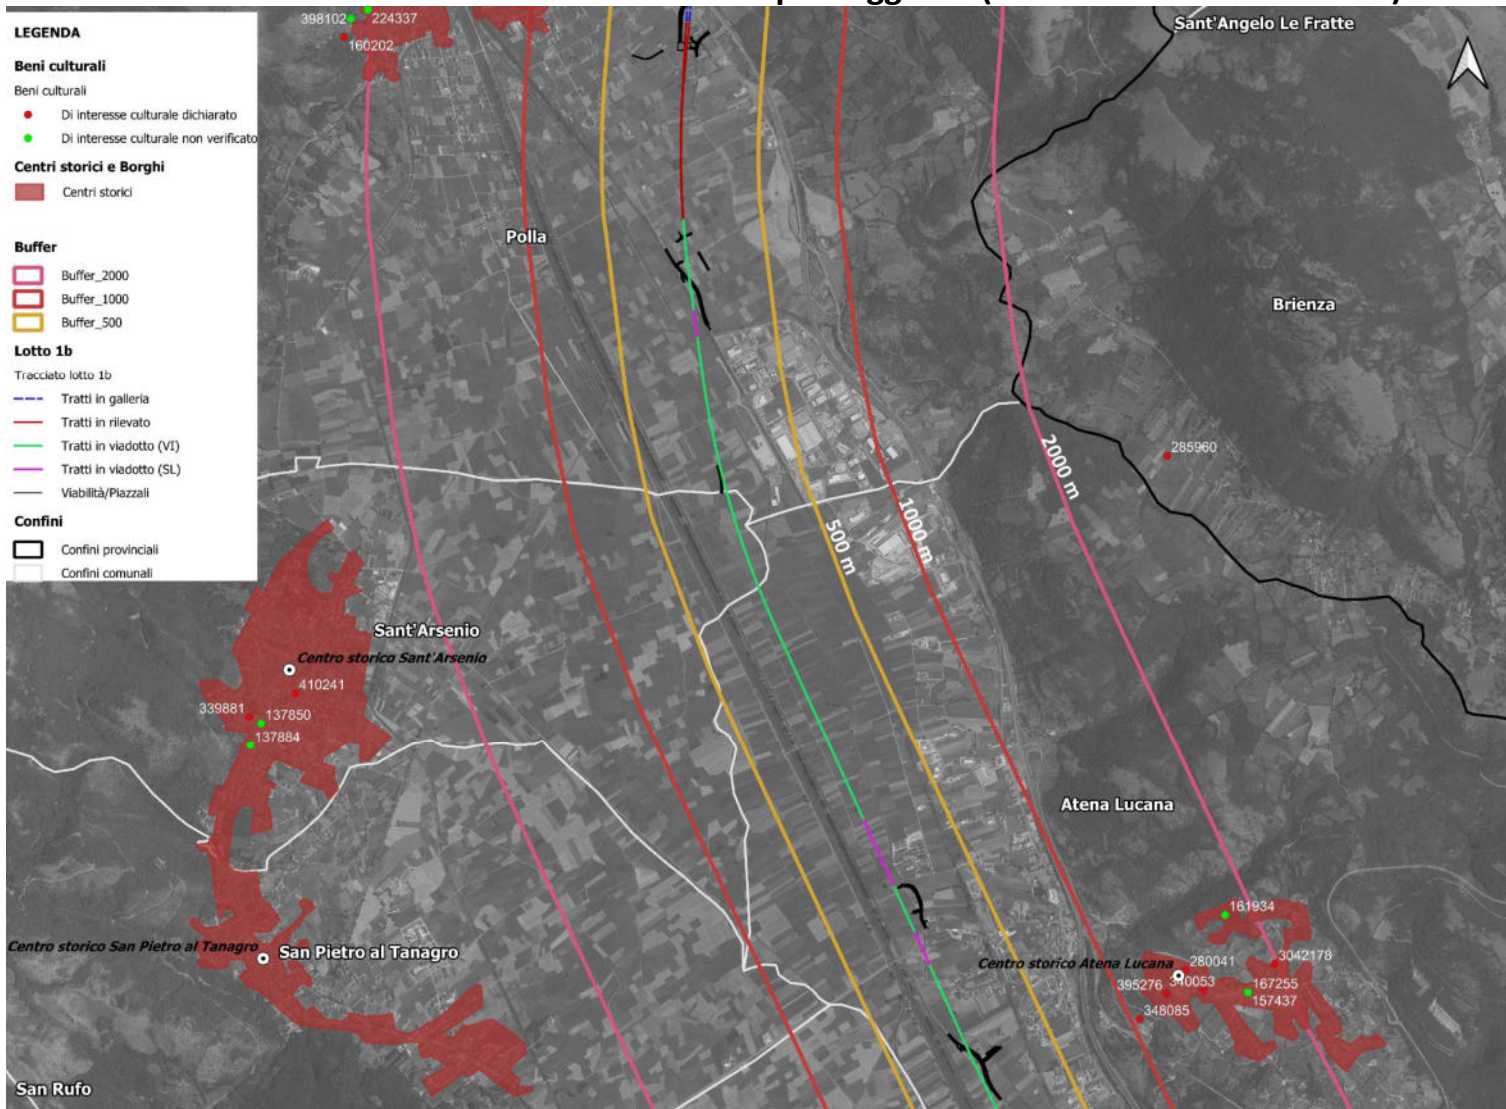 LEGENDA
Beni culturali
Beni culturali
Di interesse culturale dichiarato
Di interesse culturale non verificato
Centri storici e Borghi
Centri storici
Buffer
Buffer_2000
Buffer_1000
Buffer_500
Lotto 1b
Tracciato lotto 1b
Tratti in galleria
Tratti in rilevato
Tratti in viadotto (VI)
Tratti in viadotto (SL)
Viabilità/Piazzali
Confini
Confini provinciali
Confini comunali
398102
224337
160202
Sant'Angelo Le Fratte
Polla
Brienza
285960
2000 m
1000 m
500 m
Sant'Arsenio
Centro storico Sant'Arsenio
410241
339881
137850
137884
Atena Lucana
161934
Centro storico San Pietro al Tanagro
San Pietro al Tanagro
Centro storico Atena Lucana
280041
3042178
395276
340053
167255
157437
348085
San Rufo